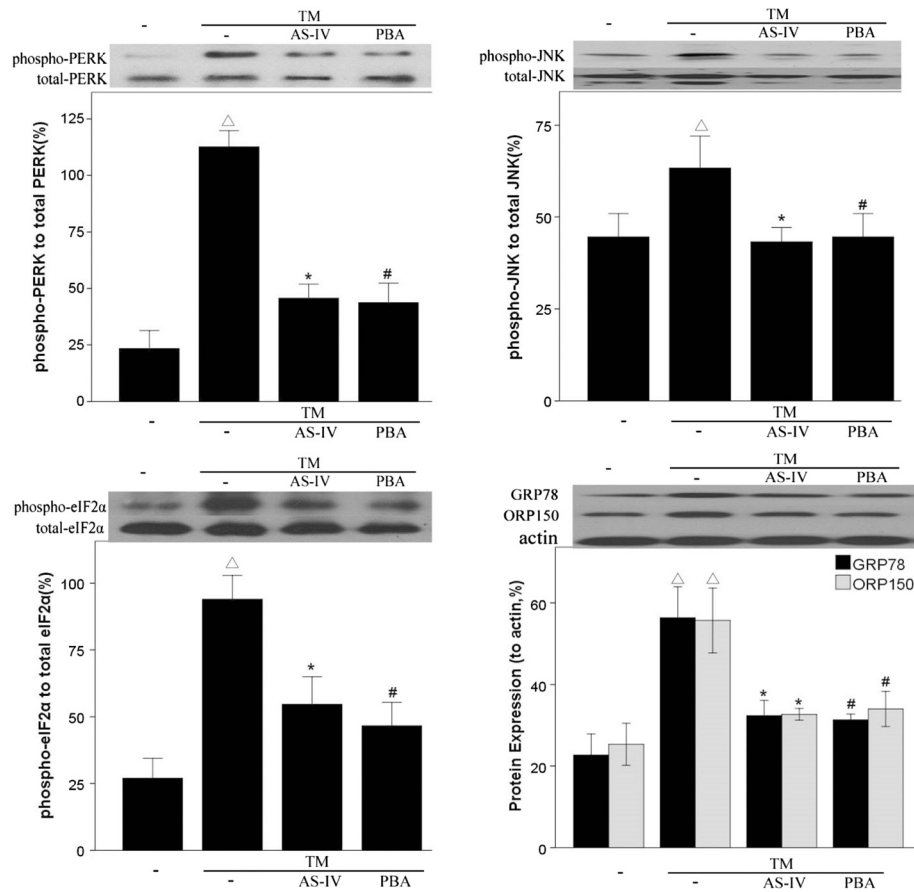 TM
- - AS-IV PBA
phospho-PERK
total-PERK
phospho-PERK to total PERK(%)
125
△
100
75
50
* #
25
0
TM
- - AS-IV PBA
TM
- - AS-IV PBA
phospho-JNK
total-JNK
phospho-JNK to total JNK(%)
75
△
50
* #
25
0
TM
- - AS-IV PBA
TM
- - AS-IV PBA
phospho-eIF2α
total-eIF2α
phospho-eIF2α to total eIF2α(%)
100
△
75
50
* #
25
0
TM
- - AS-IV PBA
TM
- - AS-IV PBA
GRP78
ORP150
actin
Protein Expression (to actin,%)
GRP78
ORP150
60
△ △
40
* * # #
20
0
TM
- - AS-IV PBA